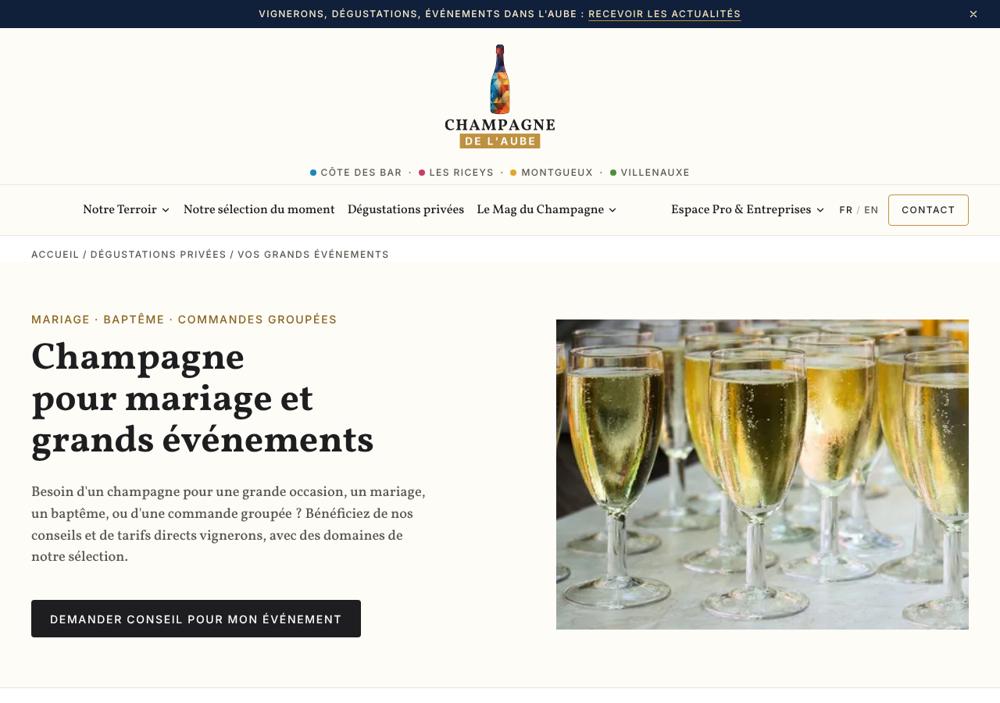 VIGNERONS, DÉGUSTATIONS, ÉVÉNEMENTS DANS L'AUBE : RECEVOIR LES ACTUALITÉS ✕
CHAMPAGNE
DE L'AUBE
CÔTE DES BAR · LES RICEYS · MONTGUEUX · VILLENAUXE
Notre Terroir Notre sélection du moment Dégustations privées Le Mag du Champagne Espace Pro & Entreprises FR / EN CONTACT
ACCUEIL / DÉGUSTATIONS PRIVÉES / VOS GRANDS ÉVÉNEMENTS
MARIAGE · BAPTÊME · COMMANDES GROUPÉES
Champagne
pour mariage et
grands événements
Besoin d'un champagne pour une grande occasion, un mariage,
un baptême, ou d'une commande groupée ? Bénéficiez de nos
conseils et de tarifs directs vignerons, avec des domaines de
notre sélection.
DEMANDER CONSEIL POUR MON ÉVÉNEMENT